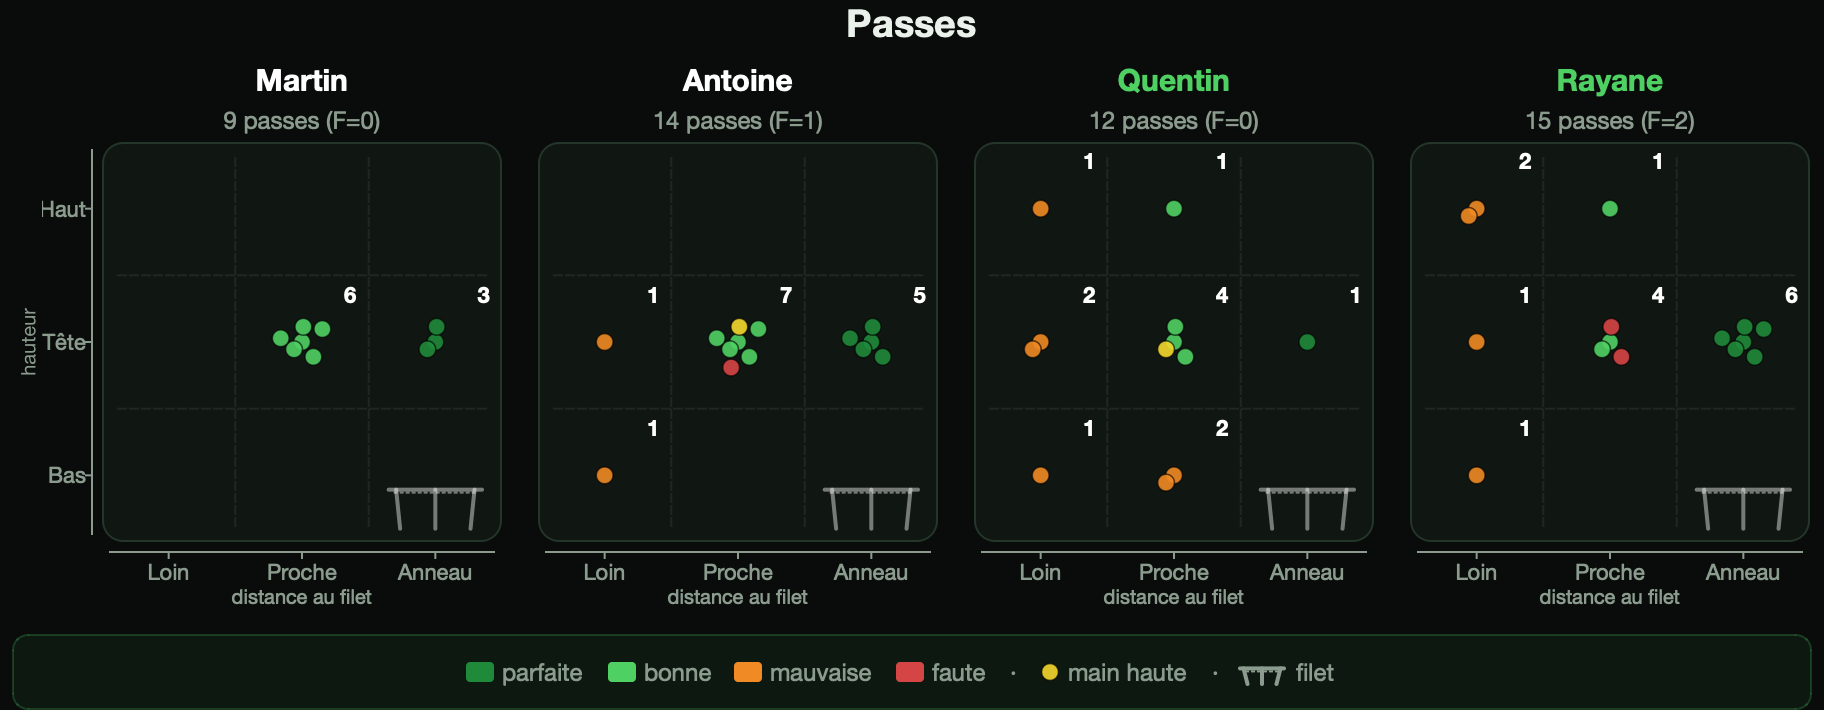 Passes
Martin Antoine Quentin Rayane
9 passes (F=0) 14 passes (F=1) 12 passes (F=0) 15 passes (F=2)
1 1 2 1
Haut
6 3 1 7 5 2 4 1 1 4 6
hauteur
Tête
1 1 2 1
Bas
Loin Proche Anneau Loin Proche Anneau Loin Proche Anneau Loin Proche Anneau
distance au filet distance au filet distance au filet distance au filet
parfaite bonne mauvaise faute · main haute · filet